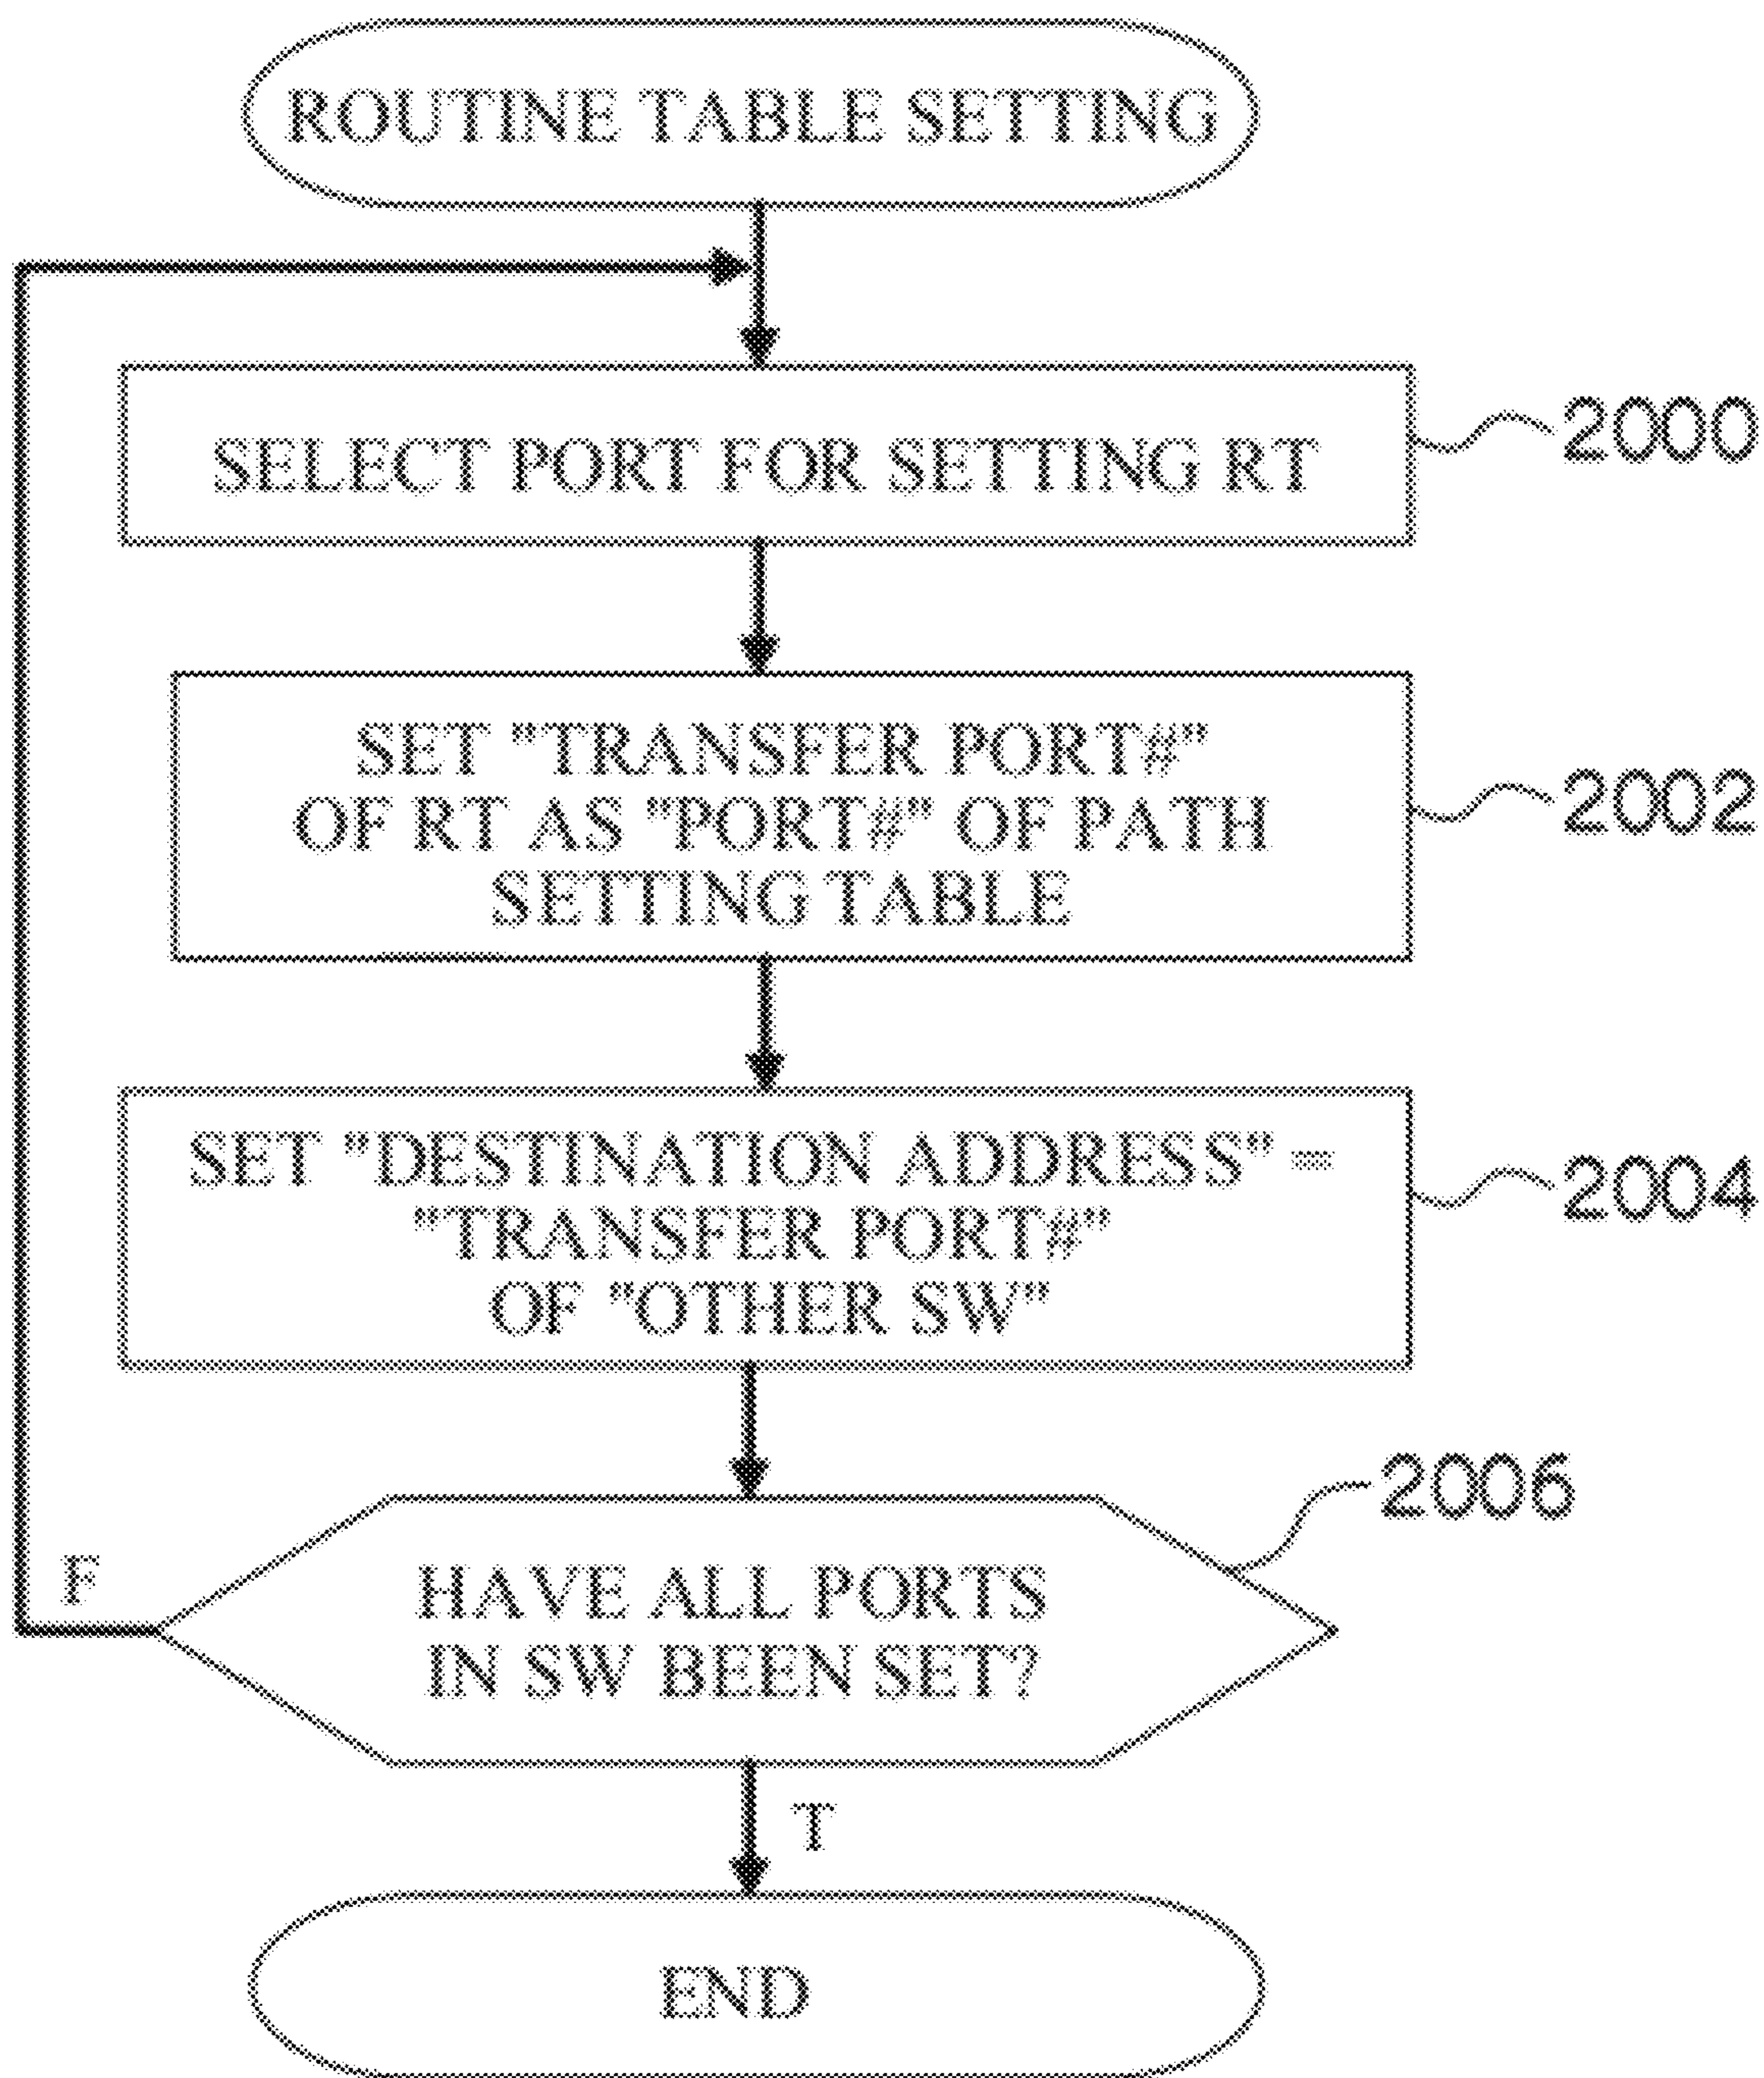 ROUTINE TABLE SETTING
SELECT PORT FOR SETTING RT
2000
SET "TRANSFER PORT#"
OF RT AS "PORT#" OF PATH
SETTING TABLE
2002
SET "DESTINATION ADDRESS" =
"TRANSFER PORT#"
OF "OTHER SW"
2004
2006
HAVE ALL PORTS
IN SW BEEN SET?
F
T
END